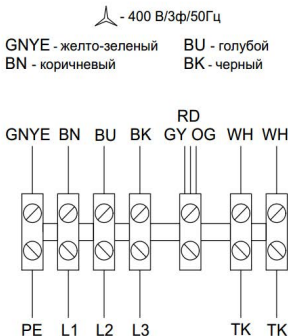 - 400 В/3ф/50Гц
GNYE - желто-зеленый BU - голубой
BN - коричневый BK - черный
RD
GNYE BN BU BK GY OG WH WH
PE L1 L2 L3 TK TK